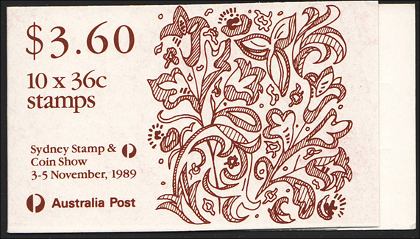 $3.60
10 x 36c
stamps
Sydney Stamp &
Coin Show
3-5 November, 1989
Australia Post